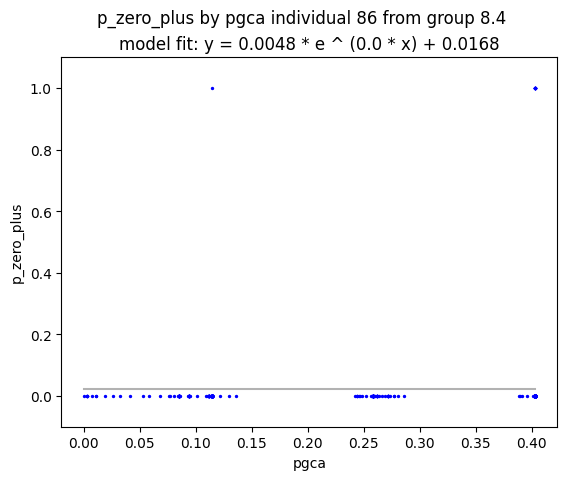 p_zero_plus by pgca individual 86 from group 8.4
model fit: y = 0.0048 * e ^ (0.0 * x) + 0.0168
1.0
0.8
0.6
0.4
0.2
0.0
p_zero_plus
0.00 0.05 0.10 0.15 0.20 0.25 0.30 0.35 0.40
pgca